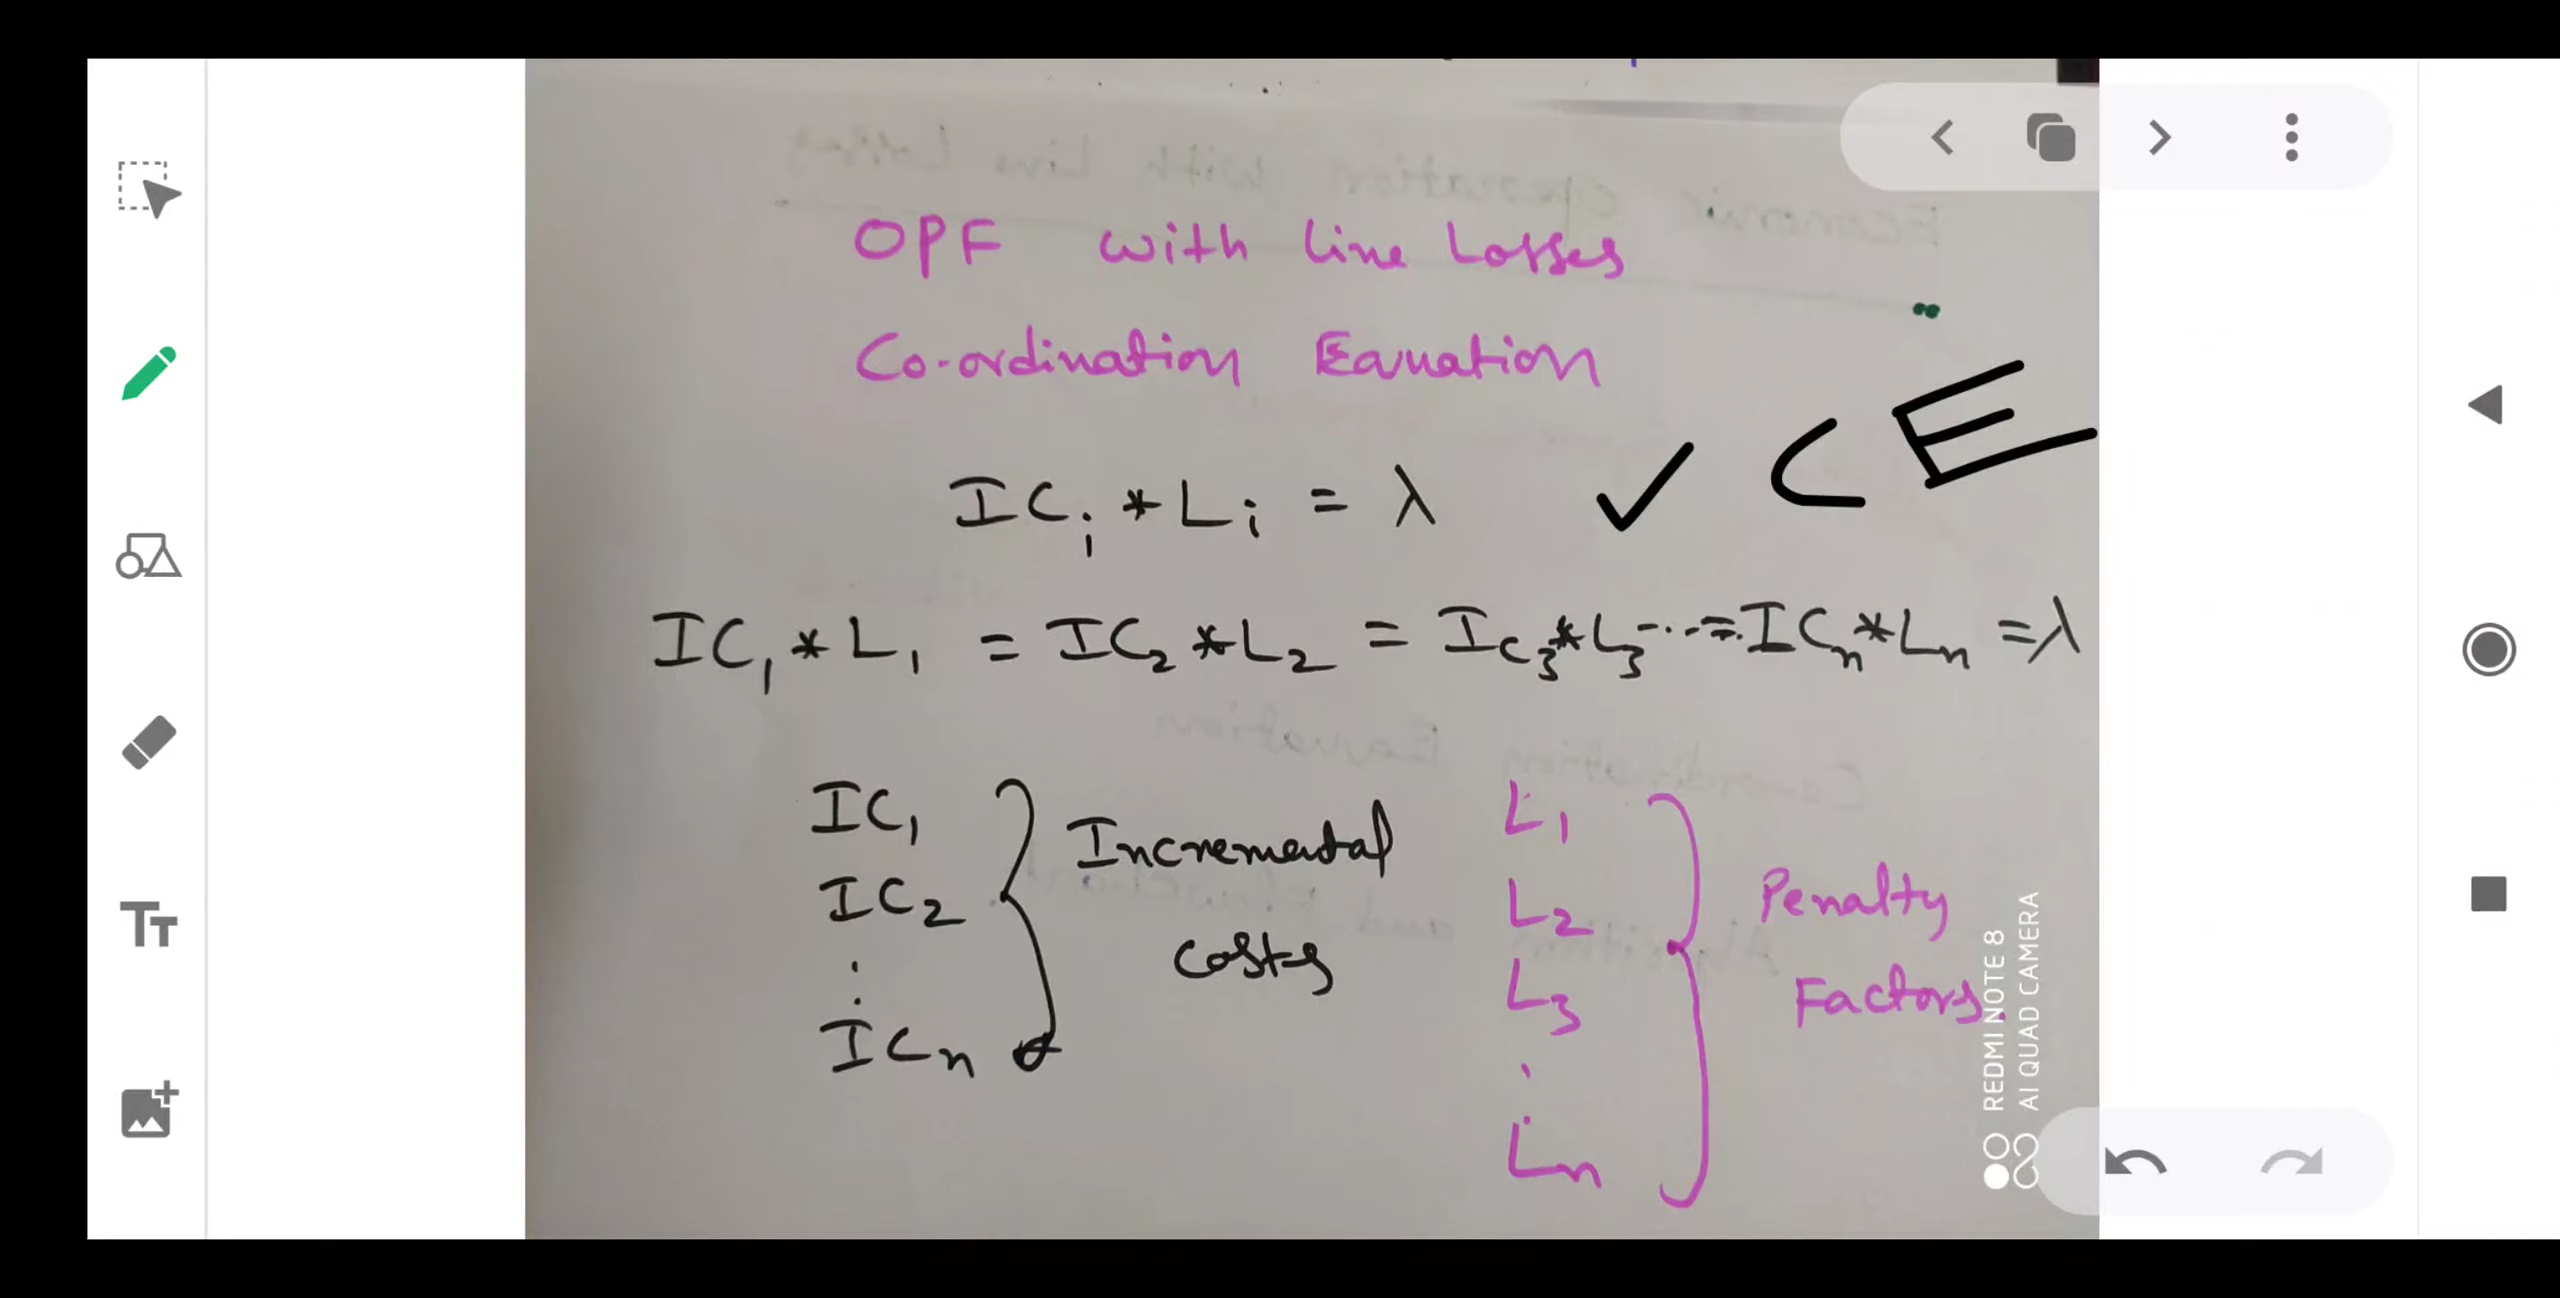 OPF with Line Losses
Co-ordination Equation
ICi * Li = λ ✓ CE
IC1 * L1 = IC2 * L2 = IC3 * L3 --..= ICn * Ln = λ
IC1
IC2
:
ICn
Incremental
Costs
L1
L2
L3
.
Ln
Penalty
Factors.
REDMI NOTE 8
AI QUAD CAMERA
Tт